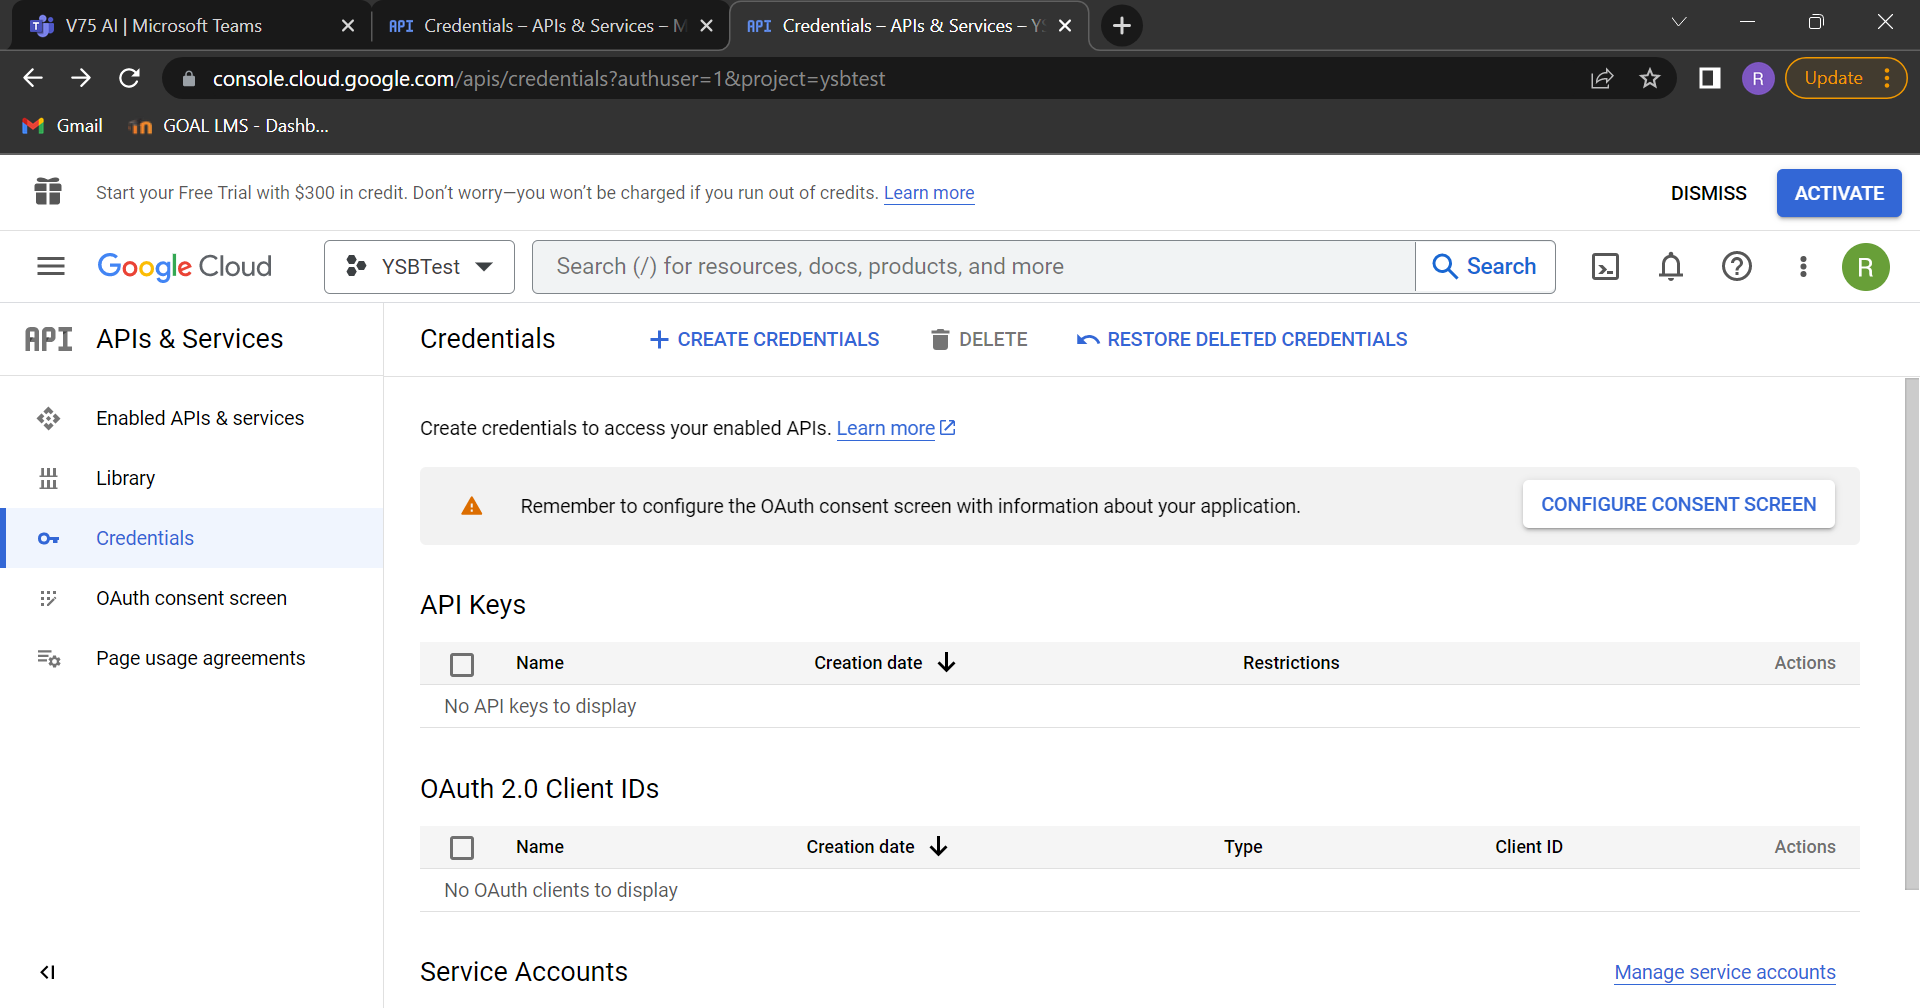 V75 AI | Microsoft Teams
API Credentials – APIs & Services – M
API Credentials – APIs & Services – YS
console.cloud.google.com/apis/credentials?authuser=1&project=ysbtest
R
Update
Gmail
GOAL LMS - Dashb...
Start your Free Trial with $300 in credit. Don’t worry—you won’t be charged if you run out of credits. Learn more
DISMISS
ACTIVATE
Google Cloud
YSBTest
Search (/) for resources, docs, products, and more
Search
R
API APIs & Services
Credentials
CREATE CREDENTIALS
DELETE
RESTORE DELETED CREDENTIALS
Enabled APIs & services
Library
Credentials
OAuth consent screen
Page usage agreements
Create credentials to access your enabled APIs. Learn more
Remember to configure the OAuth consent screen with information about your application.
CONFIGURE CONSENT SCREEN
API Keys
Name Creation date Restrictions Actions
No API keys to display
OAuth 2.0 Client IDs
Name Creation date Type Client ID Actions
No OAuth clients to display
Service Accounts
Manage service accounts